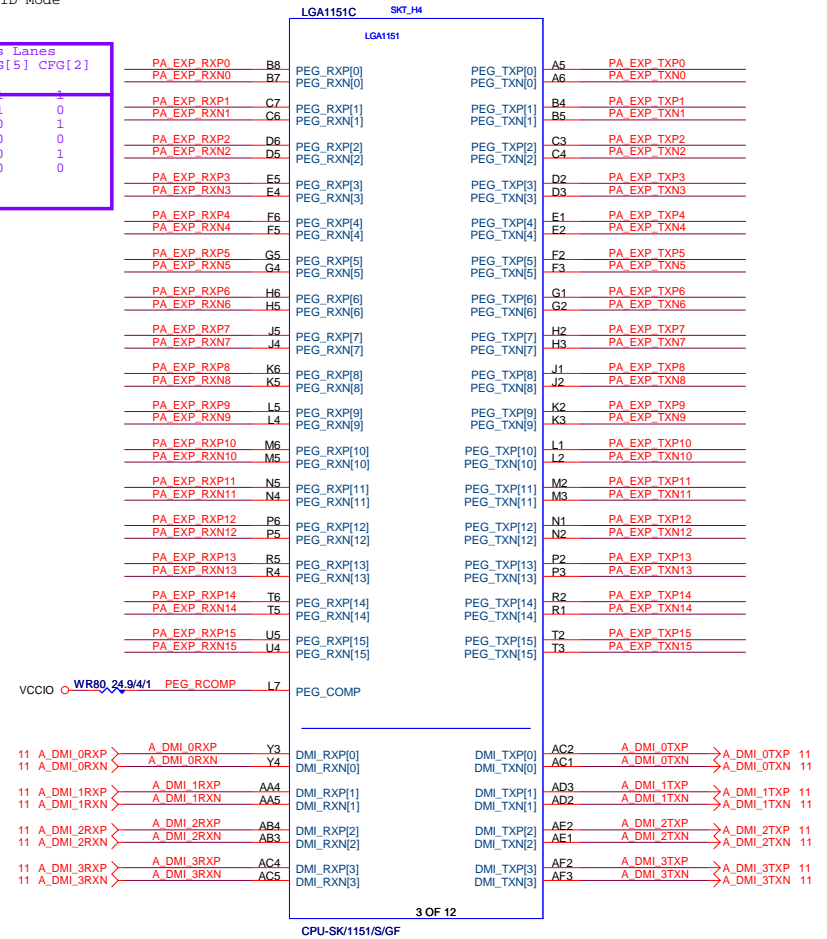 ID Mode
s Lanes
G[5] CFG[2]
1 1
1 0
0 1
0 0
0 1
0 0
LGA1151C SKT_H4
LGA1151
PA_EXP_RXP0 B8 PEG_RXP[0] PEG_TXP[0] A5 PA_EXP_TXP0
PA_EXP_RXN0 B7 PEG_RXN[0] PEG_TXN[0] A6 PA_EXP_TXN0
PA_EXP_RXP1 C7 PEG_RXP[1] PEG_TXP[1] B4 PA_EXP_TXP1
PA_EXP_RXN1 C6 PEG_RXN[1] PEG_TXN[1] B5 PA_EXP_TXN1
PA_EXP_RXP2 D6 PEG_RXP[2] PEG_TXP[2] C3 PA_EXP_TXP2
PA_EXP_RXN2 D5 PEG_RXN[2] PEG_TXN[2] C4 PA_EXP_TXN2
PA_EXP_RXP3 E5 PEG_RXP[3] PEG_TXP[3] D2 PA_EXP_TXP3
PA_EXP_RXN3 E4 PEG_RXN[3] PEG_TXN[3] D3 PA_EXP_TXN3
PA_EXP_RXP4 F6 PEG_RXP[4] PEG_TXP[4] E1 PA_EXP_TXP4
PA_EXP_RXN4 F5 PEG_RXN[4] PEG_TXN[4] E2 PA_EXP_TXN4
PA_EXP_RXP5 G5 PEG_RXP[5] PEG_TXP[5] F2 PA_EXP_TXP5
PA_EXP_RXN5 G4 PEG_RXN[5] PEG_TXN[5] F3 PA_EXP_TXN5
PA_EXP_RXP6 H6 PEG_RXP[6] PEG_TXP[6] G1 PA_EXP_TXP6
PA_EXP_RXN6 H5 PEG_RXN[6] PEG_TXN[6] G2 PA_EXP_TXN6
PA_EXP_RXP7 J5 PEG_RXP[7] PEG_TXP[7] H2 PA_EXP_TXP7
PA_EXP_RXN7 J4 PEG_RXN[7] PEG_TXN[7] H3 PA_EXP_TXN7
PA_EXP_RXP8 K6 PEG_RXP[8] PEG_TXP[8] J1 PA_EXP_TXP8
PA_EXP_RXN8 K5 PEG_RXN[8] PEG_TXN[8] J2 PA_EXP_TXN8
PA_EXP_RXP9 L5 PEG_RXP[9] PEG_TXP[9] K2 PA_EXP_TXP9
PA_EXP_RXN9 L4 PEG_RXN[9] PEG_TXN[9] K3 PA_EXP_TXN9
PA_EXP_RXP10 M6 PEG_RXP[10] PEG_TXP[10] L1 PA_EXP_TXP10
PA_EXP_RXN10 M5 PEG_RXN[10] PEG_TXN[10] L2 PA_EXP_TXN10
PA_EXP_RXP11 N5 PEG_RXP[11] PEG_TXP[11] M2 PA_EXP_TXP11
PA_EXP_RXN11 N4 PEG_RXN[11] PEG_TXN[11] M3 PA_EXP_TXN11
PA_EXP_RXP12 P6 PEG_RXP[12] PEG_TXP[12] N1 PA_EXP_TXP12
PA_EXP_RXN12 P5 PEG_RXN[12] PEG_TXN[12] N2 PA_EXP_TXN12
PA_EXP_RXP13 R5 PEG_RXP[13] PEG_TXP[13] P2 PA_EXP_TXP13
PA_EXP_RXN13 R4 PEG_RXN[13] PEG_TXN[13] P3 PA_EXP_TXN13
PA_EXP_RXP14 T6 PEG_RXP[14] PEG_TXP[14] R2 PA_EXP_TXP14
PA_EXP_RXN14 T5 PEG_RXN[14] PEG_TXN[14] R1 PA_EXP_TXN14
PA_EXP_RXP15 U5 PEG_RXP[15] PEG_TXP[15] T2 PA_EXP_TXP15
PA_EXP_RXN15 U4 PEG_RXN[15] PEG_TXN[15] T3 PA_EXP_TXN15
VCCIO WR80 24.9/4/1 PEG_RCOMP L7 PEG_COMP
11 A_DMI_0RXP A_DMI_0RXP Y3 DMI_RXP[0] DMI_TXP[0] AC2 A_DMI_0TXP A_DMI_0TXP 11
11 A_DMI_0RXN A_DMI_0RXN Y4 DMI_RXN[0] DMI_TXN[0] AC1 A_DMI_0TXN A_DMI_0TXN 11
11 A_DMI_1RXP A_DMI_1RXP AA4 DMI_RXP[1] DMI_TXP[1] AD3 A_DMI_1TXP A_DMI_1TXP 11
11 A_DMI_1RXN A_DMI_1RXN AA5 DMI_RXN[1] DMI_TXN[1] AD2 A_DMI_1TXN A_DMI_1TXN 11
11 A_DMI_2RXP A_DMI_2RXP AB4 DMI_RXP[2] DMI_TXP[2] AE2 A_DMI_2TXP A_DMI_2TXP 11
11 A_DMI_2RXN A_DMI_2RXN AB3 DMI_RXN[2] DMI_TXN[2] AE1 A_DMI_2TXN A_DMI_2TXN 11
11 A_DMI_3RXP A_DMI_3RXP AC4 DMI_RXP[3] DMI_TXP[3] AF2 A_DMI_3TXP A_DMI_3TXP 11
11 A_DMI_3RXN A_DMI_3RXN AC5 DMI_RXN[3] DMI_TXN[3] AF3 A_DMI_3TXN A_DMI_3TXN 11
3 OF 12
CPU-SK/1151/S/GF